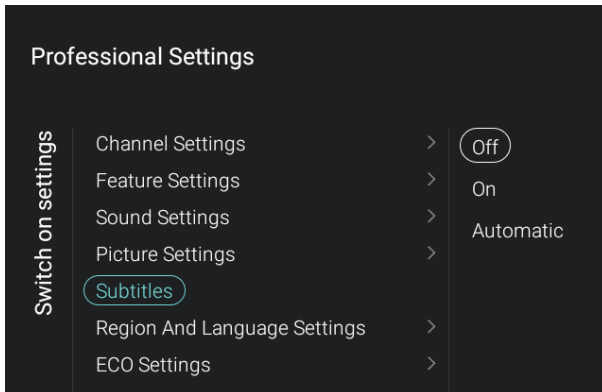 Professional Settings
Switch on settings
Channel Settings
Feature Settings
Sound Settings
Picture Settings
Subtitles
Region And Language Settings
ECO Settings
Off
On
Automatic